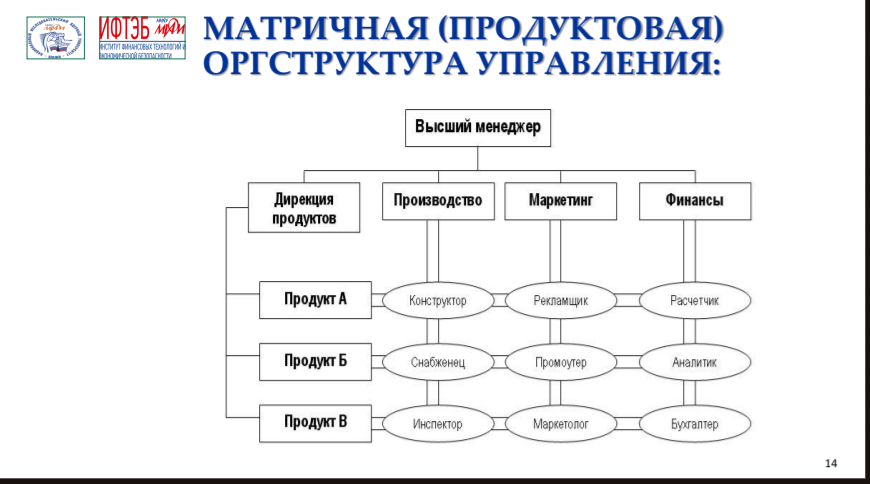 ИФТЭБ
МИФИ
ИНСТИТУТ ФИНАНСОВЫХ ТЕХНОЛОГИЙ И
ЭКОНОМИЧЕСКОЙ БЕЗОПАСНОСТИ
МАТРИЧНАЯ (ПРОДУКТОВАЯ)
ОРГСТРУКТУРА УПРАВЛЕНИЯ:
Высший менеджер
Дирекция
продуктов
Производство
Маркетинг
Финансы
Продукт А
Конструктор
Рекламщик
Расчетчик
Продукт Б
Снабженец
Промоутер
Аналитик
Продукт В
Инспектор
Маркетолог
Бухгалтер
14